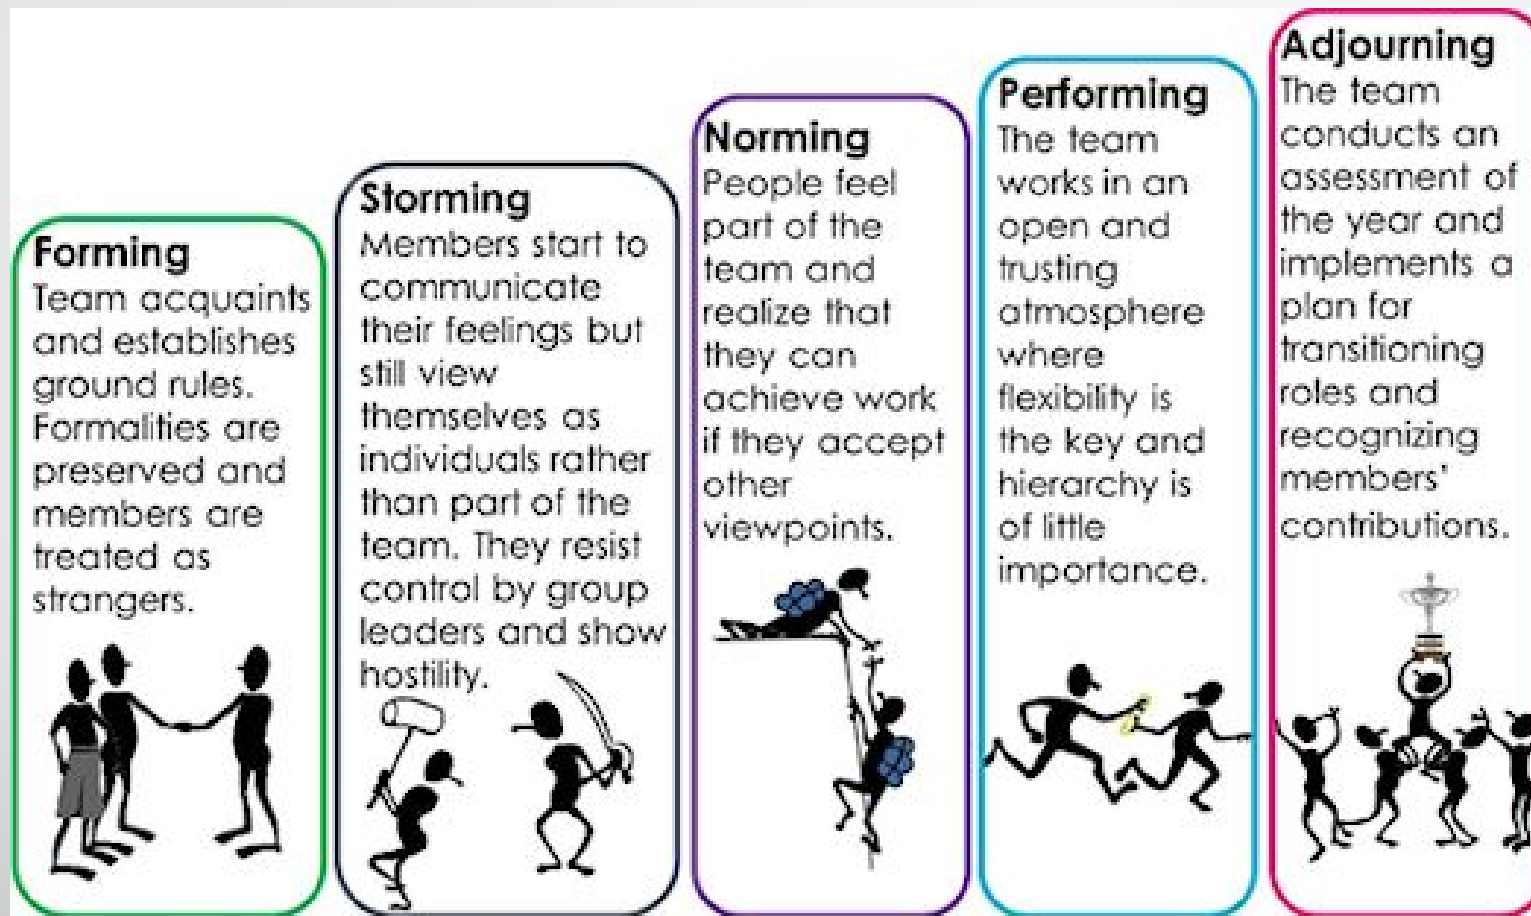 Forming
Team acquaints
and establishes
ground rules.
Formalities are
preserved and
members are
treated as
strangers.
Storming
Members start to
communicate
their feelings but
still view
themselves as
individuals rather
than part of the
team. They resist
control by group
leaders and show
hostility.
Norming
People feel
part of the
team and
realize that
they can
achieve work
if they accept
other
viewpoints.
Performing
The team
works in an
open and
trusting
atmosphere
where
flexibility is
the key and
hierarchy is
of little
importance.
Adjourning
The team
conducts an
assessment of
the year and
implements a
plan for
transitioning
roles and
recognizing
members'
contributions.